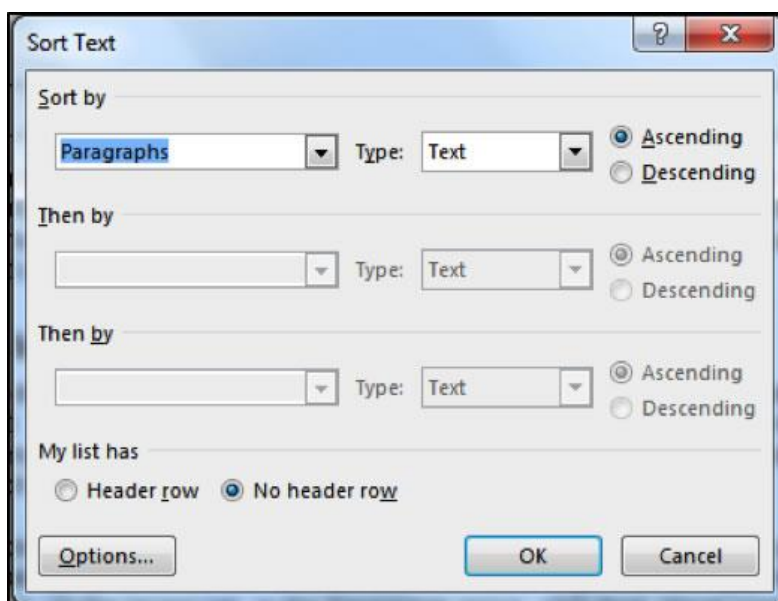 Sort Text
Sort by
Paragraphs Type: Text Ascending
Descending
Then by
Type: Text Ascending
Descending
Then by
Type: Text Ascending
Descending
My list has
Header row No header row
Options... OK Cancel